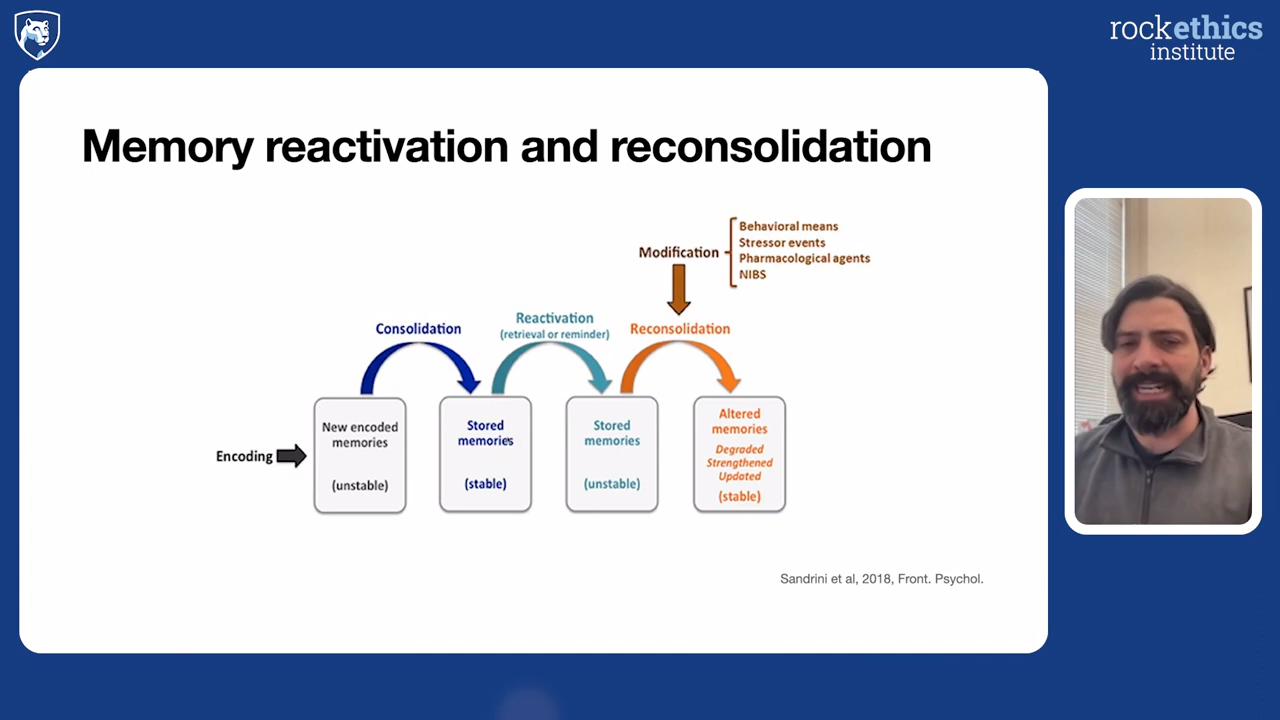 rockethics
institute
Memory reactivation and reconsolidation
Behavioral means
Stressor events
Pharmacological agents
NIBS
Modification
Consolidation
Reactivation
(retrieval or reminder)
Reconsolidation
Encoding
New encoded
memories
(unstable)
Stored
memories
(stable)
Stored
memories
(unstable)
Altered
memories
Degraded
Strengthened
Updated
(stable)
Sandrini et al, 2018, Front. Psychol.